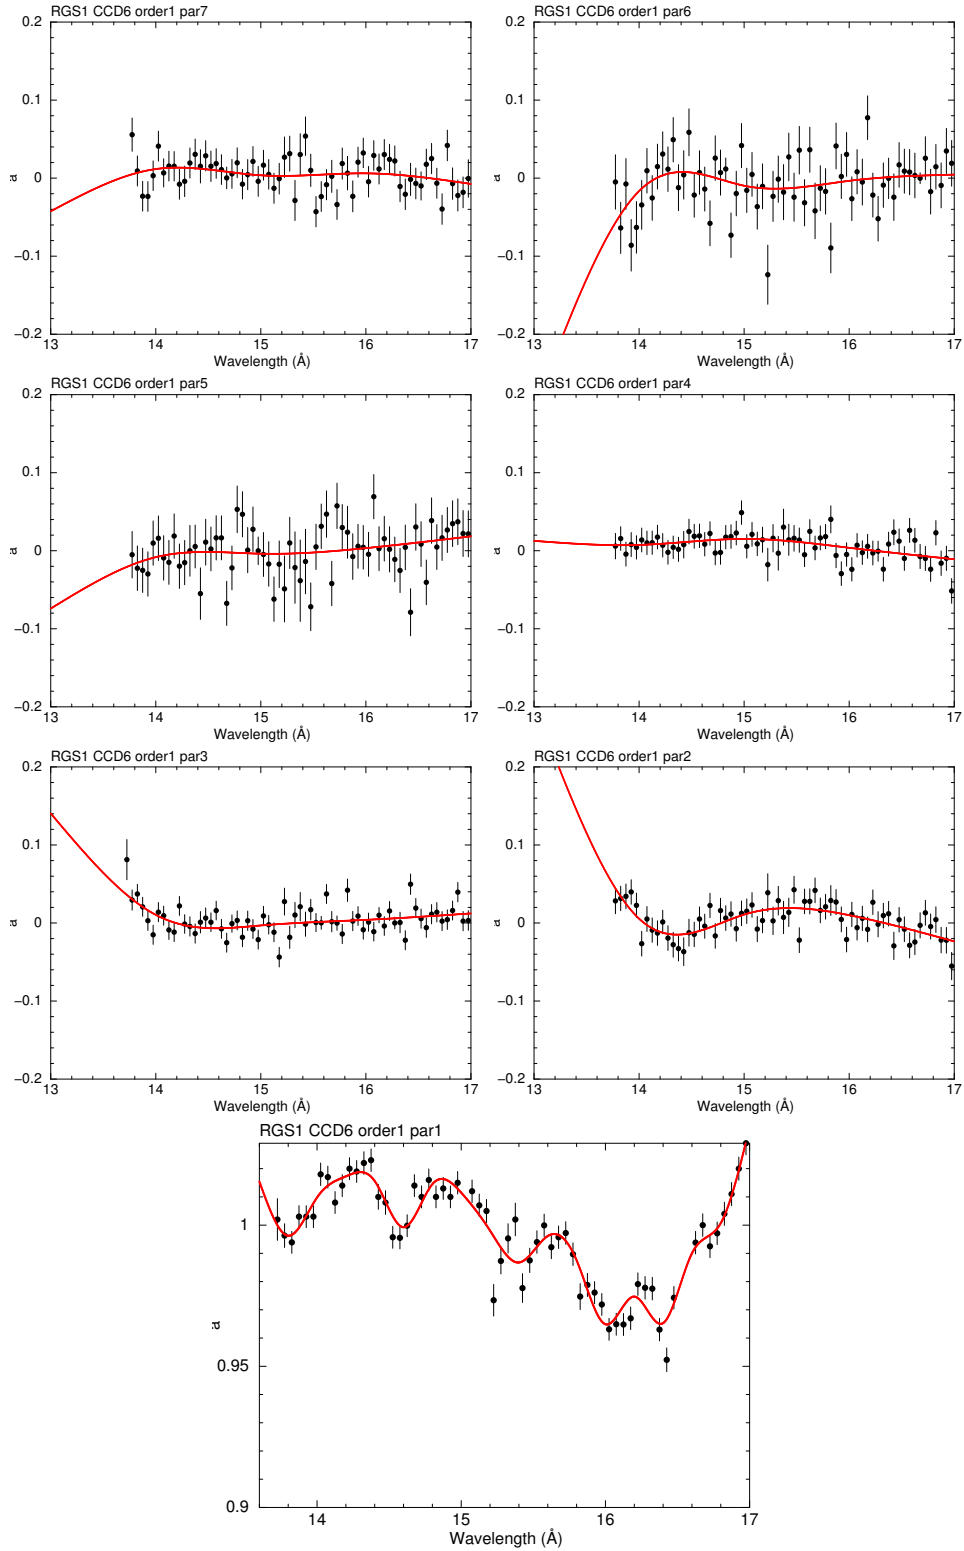 RGS1 CCD6 order1 par7
0.2
0.1
0
−0.1
−0.2
a
13 14 15 16 17
Wavelength (Å)
RGS1 CCD6 order1 par6
0.2
0.1
0
−0.1
−0.2
a
13 14 15 16 17
Wavelength (Å)
RGS1 CCD6 order1 par5
0.2
0.1
0
−0.1
−0.2
a
13 14 15 16 17
Wavelength (Å)
RGS1 CCD6 order1 par4
0.2
0.1
0
−0.1
−0.2
a
13 14 15 16 17
Wavelength (Å)
RGS1 CCD6 order1 par3
0.2
0.1
0
−0.1
−0.2
a
13 14 15 16 17
Wavelength (Å)
RGS1 CCD6 order1 par2
0.2
0.1
0
−0.1
−0.2
a
13 14 15 16 17
Wavelength (Å)
RGS1 CCD6 order1 par1
1
0.95
0.9
a
14 15 16 17
Wavelength (Å)